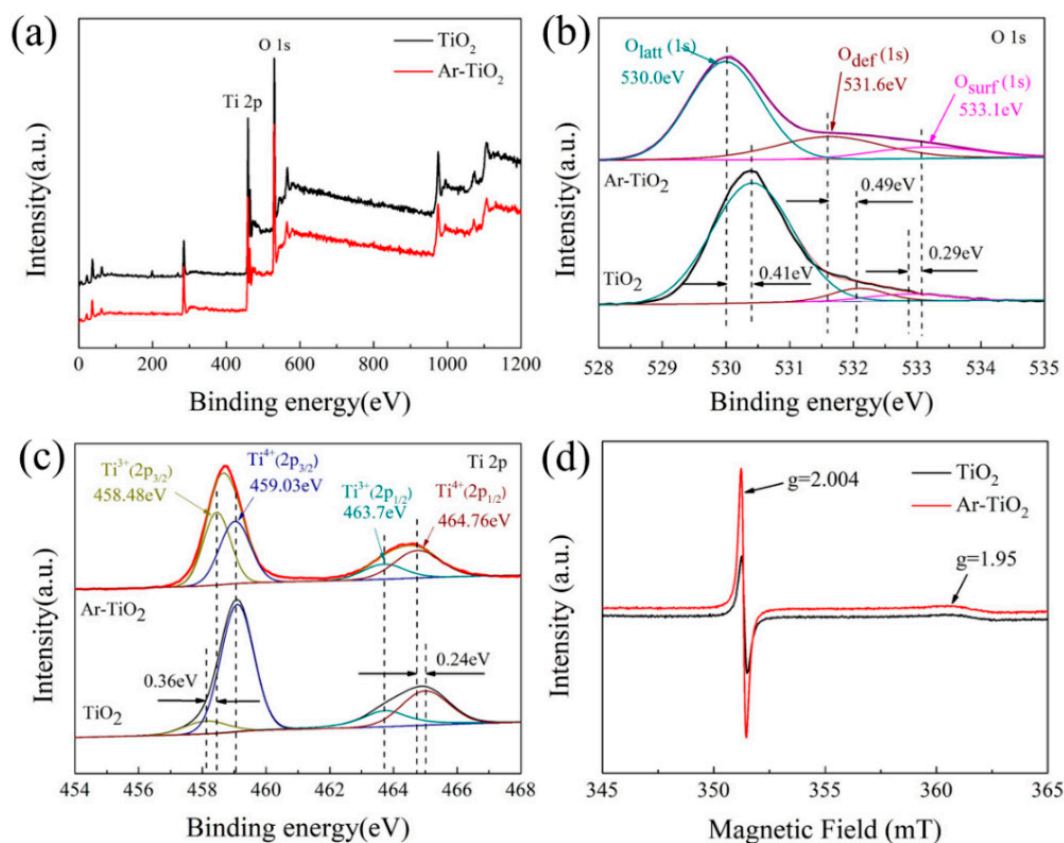 (a)
O 1s
TiO₂
Ar-TiO₂
Ti 2p
Intensity(a.u.)
0 200 400 600 800 1000 1200
Binding energy(eV)
(b)
O 1s
Olatt (1s)
530.0eV
Odef (1s)
531.6eV
Osurf (1s)
533.1eV
Ar-TiO₂
0.49eV
0.29eV
TiO₂
0.41eV
Intensity(a.u.)
528 529 530 531 532 533 534 535
Binding energy(eV)
(c)
Ti 2p
Ti³⁺(2p3/2)
458.48eV
Ti⁴⁺(2p3/2)
459.03eV
Ti³⁺(2p1/2)
463.7eV
Ti⁴⁺(2p1/2)
464.76eV
Ar-TiO₂
0.36eV
0.24eV
TiO₂
Intensity(a.u.)
454 456 458 460 462 464 466 468
Binding energy(eV)
(d)
g=2.004
TiO₂
Ar-TiO₂
g=1.95
Intensity (a.u.)
345 350 355 360 365
Magnetic Field (mT)